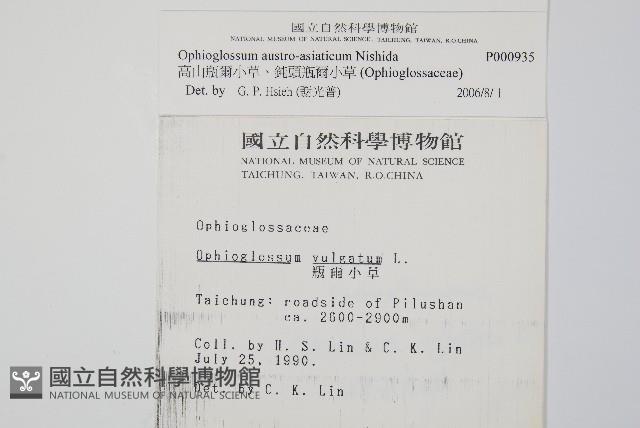 國立自然科學博物館
NATIONAL MUSEUM OF NATURAL SCIENCE, TAICHUNG, TAIWAN, R.O.CHINA
Ophioglossum austro-asiaticum Nishida P000935
高山瓶爾小草、鈍頭瓶爾小草 (Ophioglossaceae)
Det. by G. P. Hsieh (謝光普) 2006/8/1
國立自然科學博物館
NATIONAL MUSEUM OF NATURAL SCIENCE
TAICHUNG, TAIWAN, R.O.CHINA
Ophioglossaceae
Ophioglossum vulgatum L.
瓶爾小草
Taichung: roadside of Pilushan
ca. 2600-2900m
Coll. by H. S. Lin & C. K. Lin
July 25, 1990.
Det. by C. K. Lin
國立自然科學博物館
NATIONAL MUSEUM OF NATURAL SCIENCE